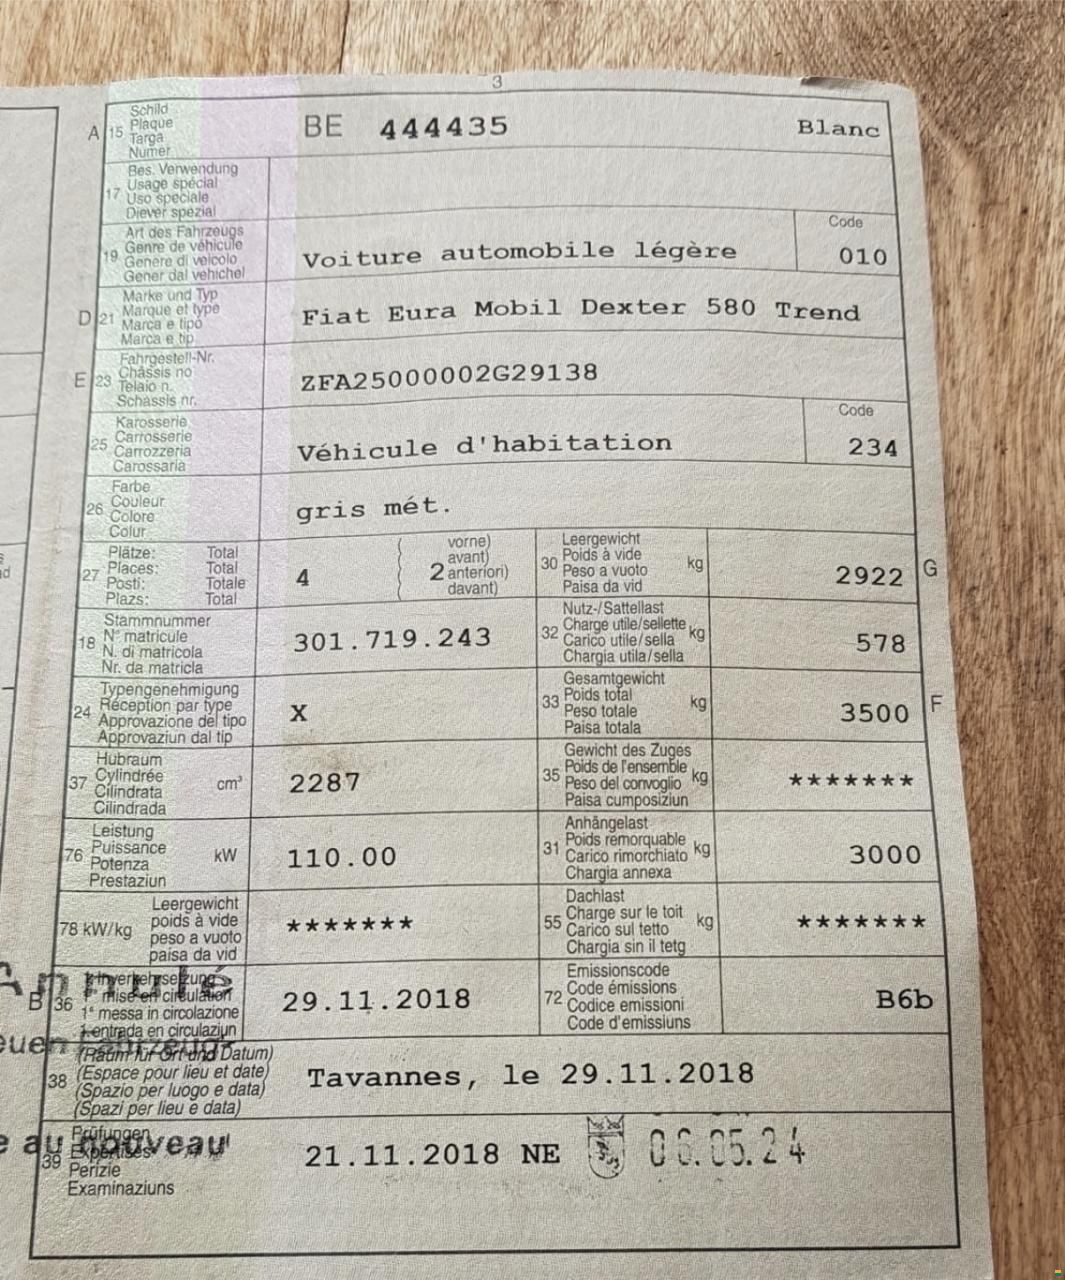 3
A 15 Schild
Plaque
Targa
Numer
BE 444435 Blanc
17 Bes. Verwendung
Usage spécial
Uso speciale
Diever spezial
19 Art des Fahrzeugs
Genre de véhicule
Genere di veicolo
Gener dal vehichel
Voiture automobile légère
Code
010
D 21 Marke und Typ
Marque et type
Marca e tipo
Marca e tip
Fiat Eura Mobil Dexter 580 Trend
E 23 Fahrgestell-Nr.
Châssis no
Telaio n.
Schassis nr.
ZFA25000002G29138
25 Karosserie
Carrosserie
Carrozzeria
Carossaria
Véhicule d'habitation
Code
234
26 Farbe
Couleur
Colore
Colur
gris mét.
27 Plätze: Total
Places: Total
Posti: Totale
Plazs: Total
4
vorne)
avant)
2 anteriori)
davant)
30 Leergewicht
Poids à vide
Peso a vuoto
Paisa da vid
kg
2922 G
18 Stammnummer
N° matricule
N. di matricola
Nr. da matricla
301.719.243
32 Nutz-/Sattellast
Charge utile/sellette
Carico utile/sella
Chargia utila/sella
kg
578
24 Typengenehmigung
Réception par type
Approvazione del tipo
Approvaziun dal tip
X
33 Gesamtgewicht
Poids total
Peso totale
Paisa totala
kg
3500 F
37 Hubraum
Cylindrée
Cilindrata
Cilindrada
cm³
2287
35 Gewicht des Zuges
Poids de l'ensemble
Peso del convoglio
Paisa cumposiziun
kg
*******
76 Leistung
Puissance
Potenza
Prestaziun
kW
110.00
31 Anhängelast
Poids remorquable
Carico rimorchiato
Chargia annexa
kg
3000
78 kW/kg
Leergewicht
poids à vide
peso a vuoto
paisa da vid
*******
55 Dachlast
Charge sur le toit
Carico sul tetto
Chargia sin il tetg
kg
*******
Annulé
B 36 1. Inverkehrsetzung
1re mise en circulation
1a messa in circolazione
1. entrada en circulaziun
29.11.2018
72 Emissionscode
Code émissions
Codice emissioni
Code d'emissiuns
B6b
euen Fahrzeug
38 (Raum für Ort und Datum)
(Espace pour lieu et date)
(Spazio per luogo e data)
(Spazi per lieu e data)
Tavannes, le 29.11.2018
e au nouveau
39 Prüfungen
Expertises
Perizie
Examinaziuns
21.11.2018 NE 06.05.24